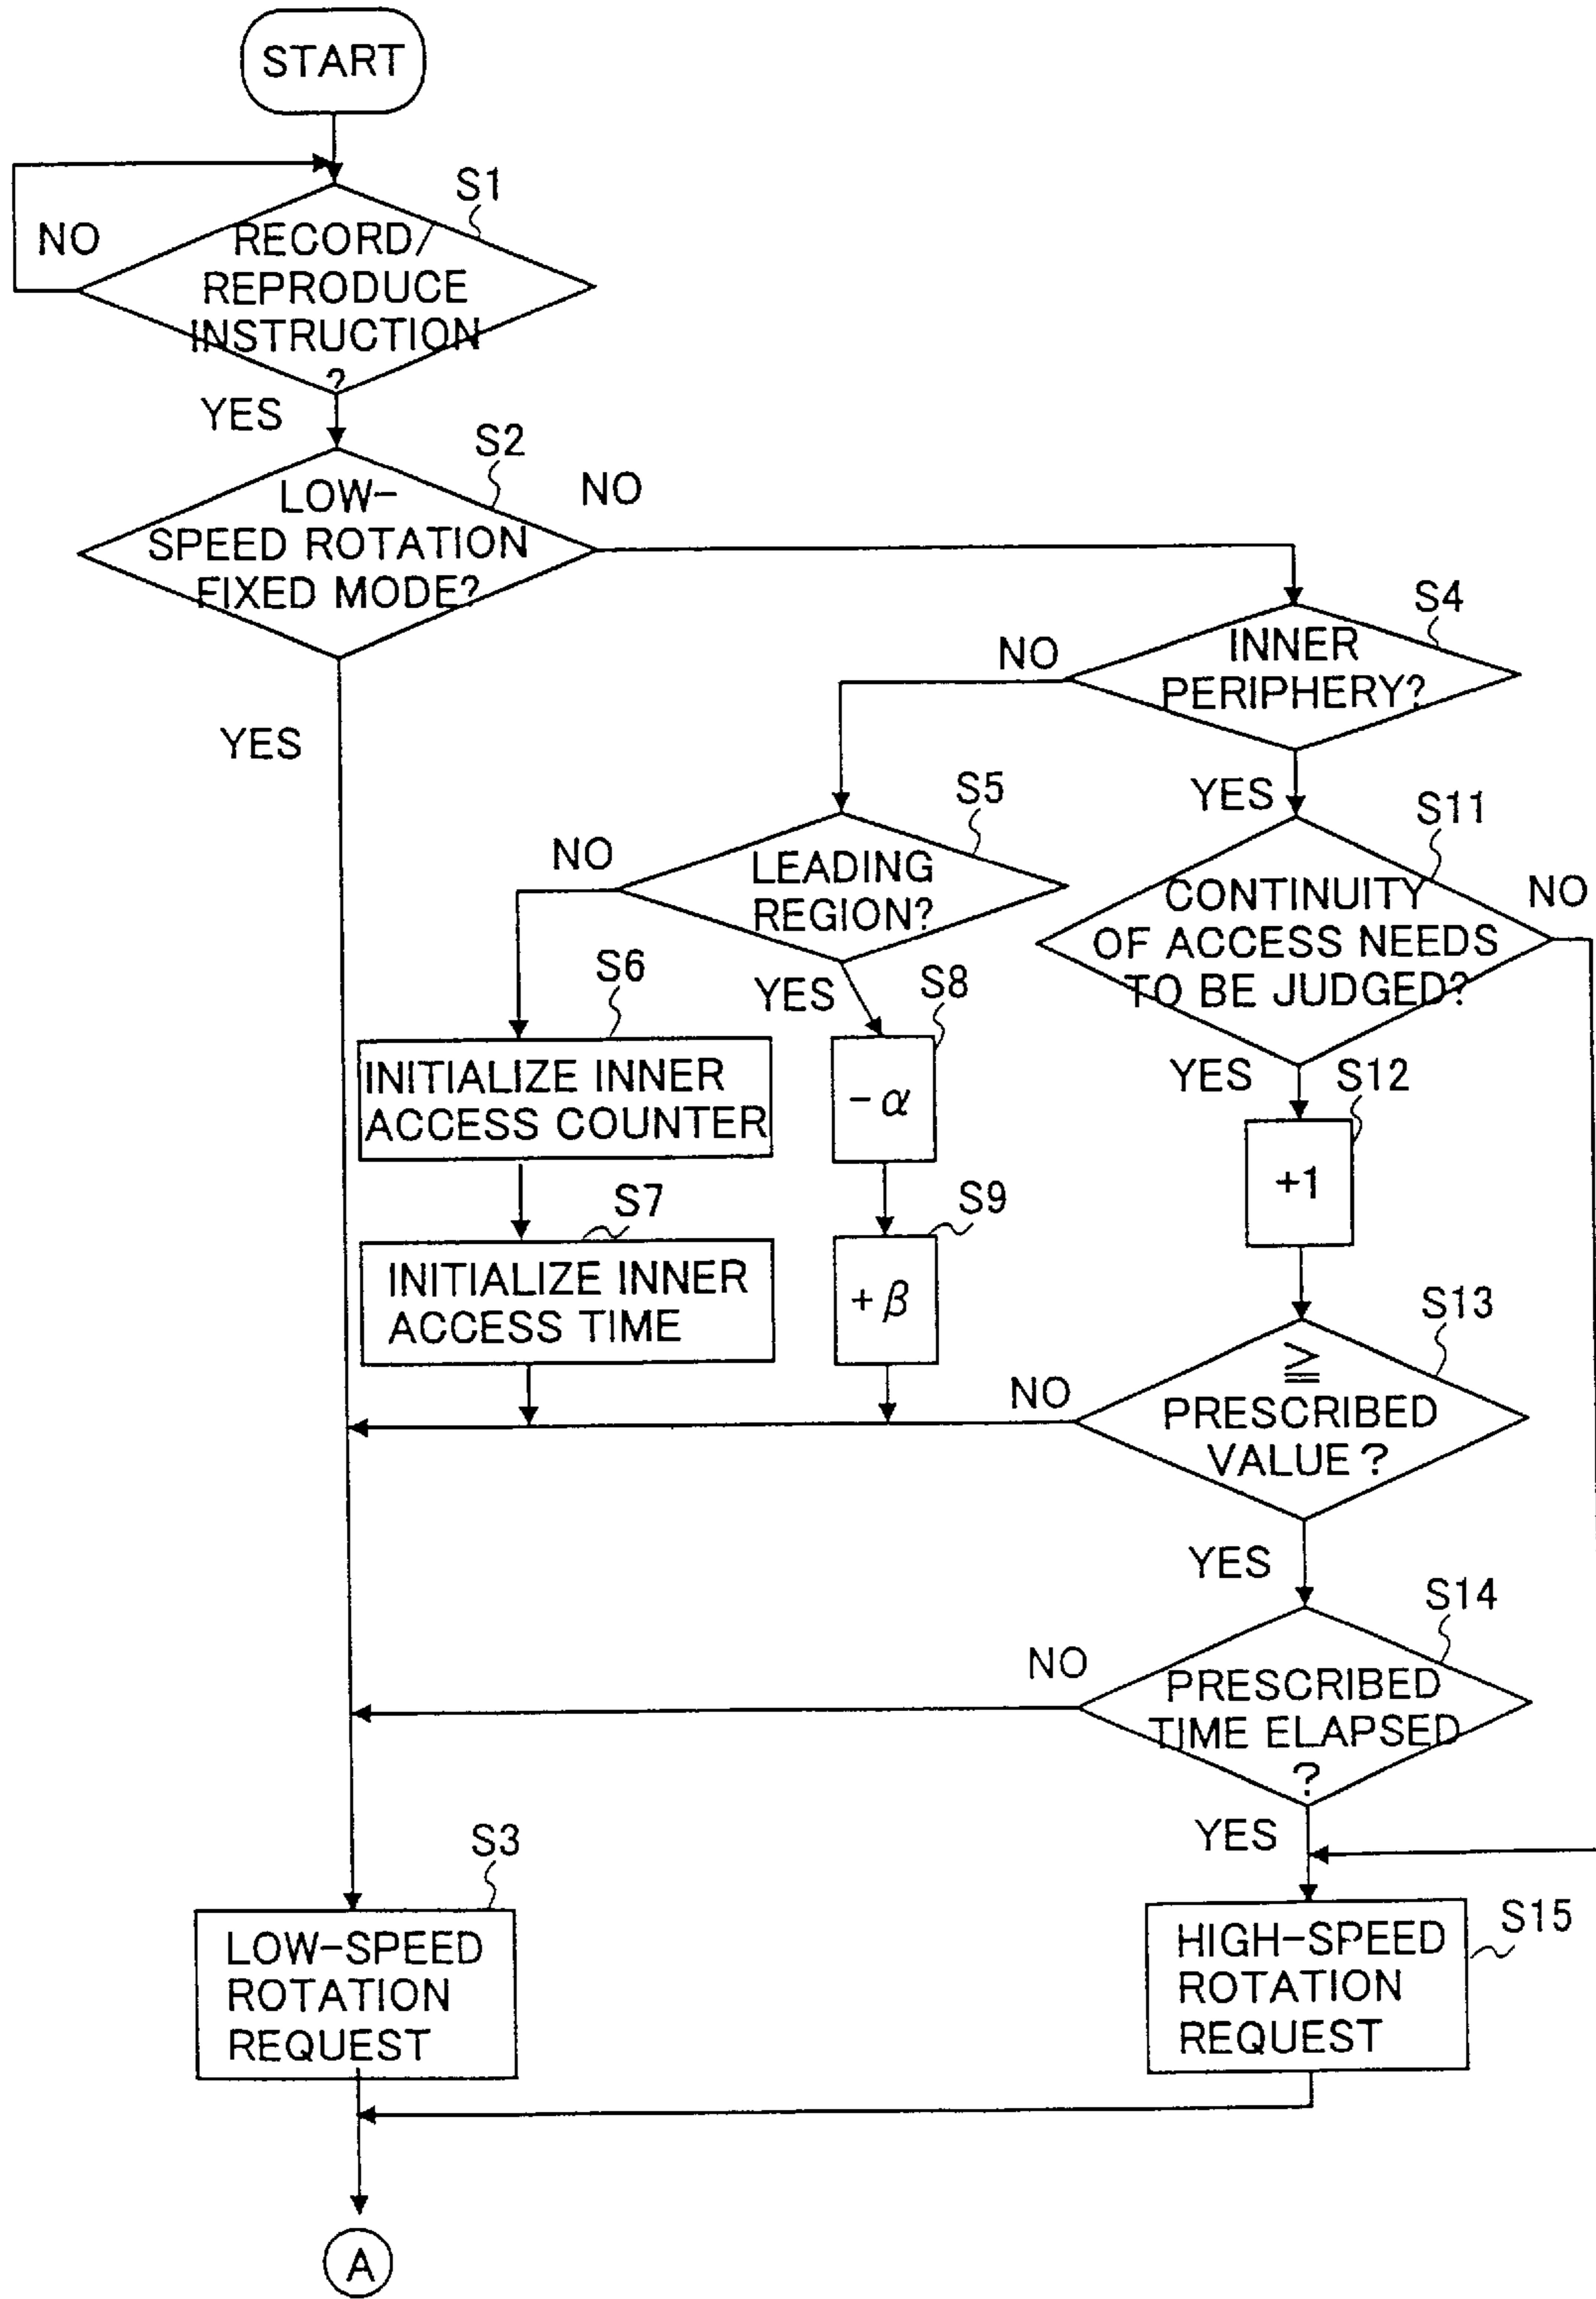 START
S1
NO
RECORD/
REPRODUCE
INSTRUCTION
?
YES
S2
NO
LOW-
SPEED ROTATION
FIXED MODE?
YES
S4
NO
INNER
PERIPHERY?
YES
S5
NO
LEADING
REGION?
YES
S11
NO
CONTINUITY
OF ACCESS NEEDS
TO BE JUDGED?
YES
S6
INITIALIZE INNER
ACCESS COUNTER
S8
-α
S12
+1
S7
INITIALIZE INNER
ACCESS TIME
S9
+β
S13
NO
≧
PRESCRIBED
VALUE?
YES
S14
NO
PRESCRIBED
TIME ELAPSED
?
YES
S3
LOW-SPEED
ROTATION
REQUEST
S15
HIGH-SPEED
ROTATION
REQUEST
A